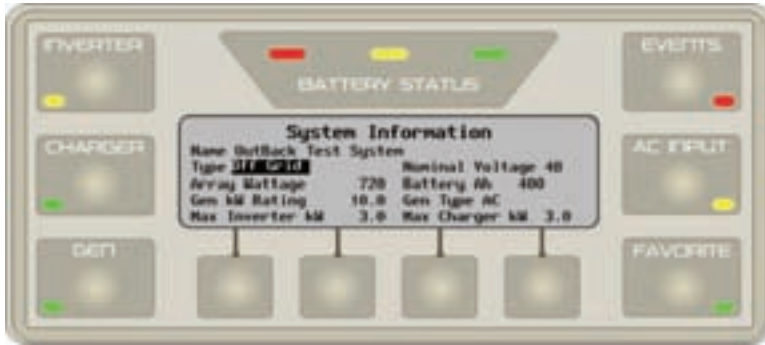 INVERTER
BATTERY STATUS
EVENTS
CHARGER
System Information
Name OutBack Test System
Type Off Grid Nominal Voltage 48
Array Wattage 720 Battery Ah 400
Gen kW Rating 10.0 Gen Type AC
Max Inverter kW 3.0 Max Charger kW 3.0
AC INPUT
GEN
FAVORITE